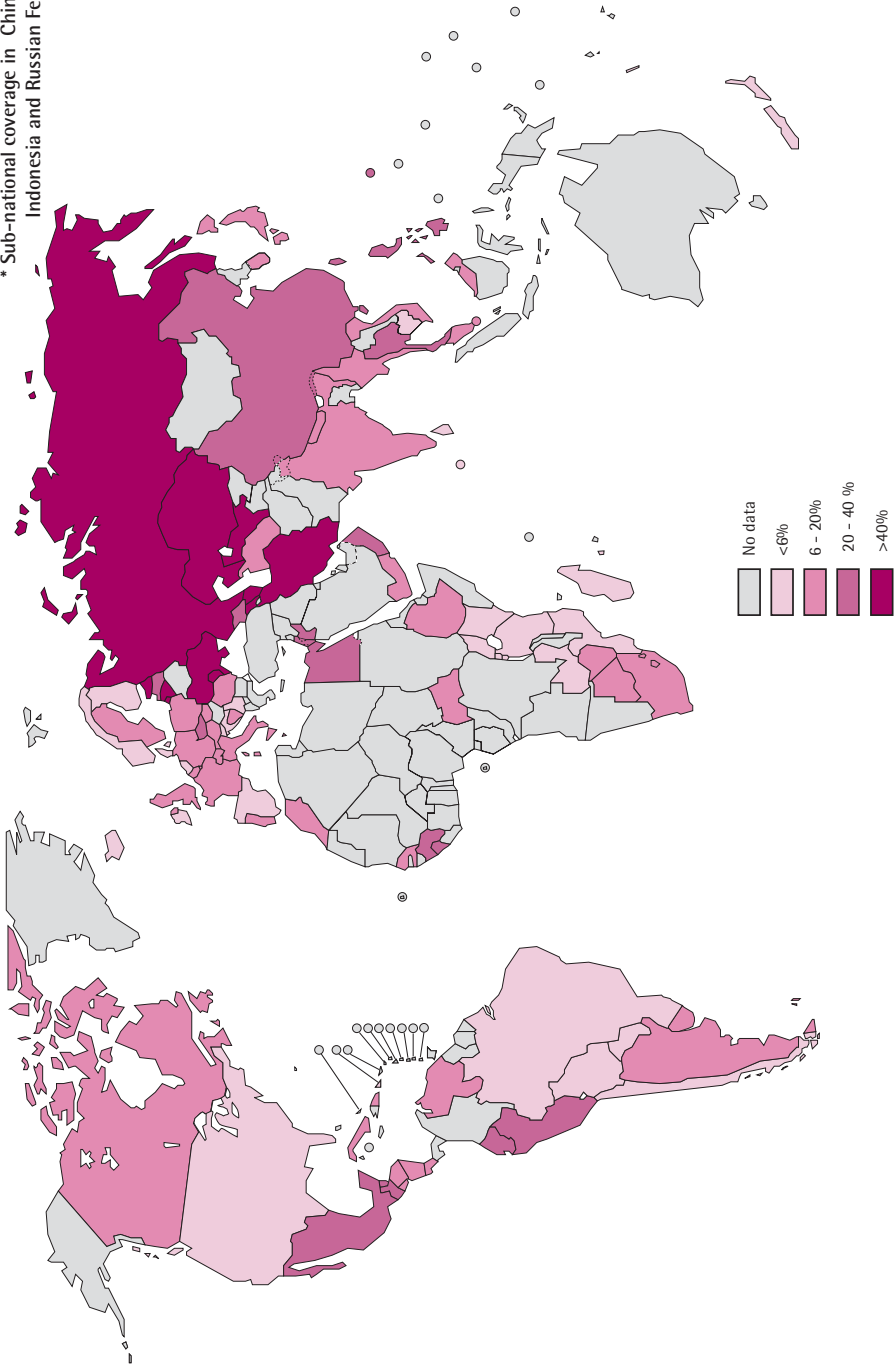 * Sub-national coverage in Chin
Indonesia and Russian Fe
No data
<6%
6 - 20%
20 - 40 %
>40%